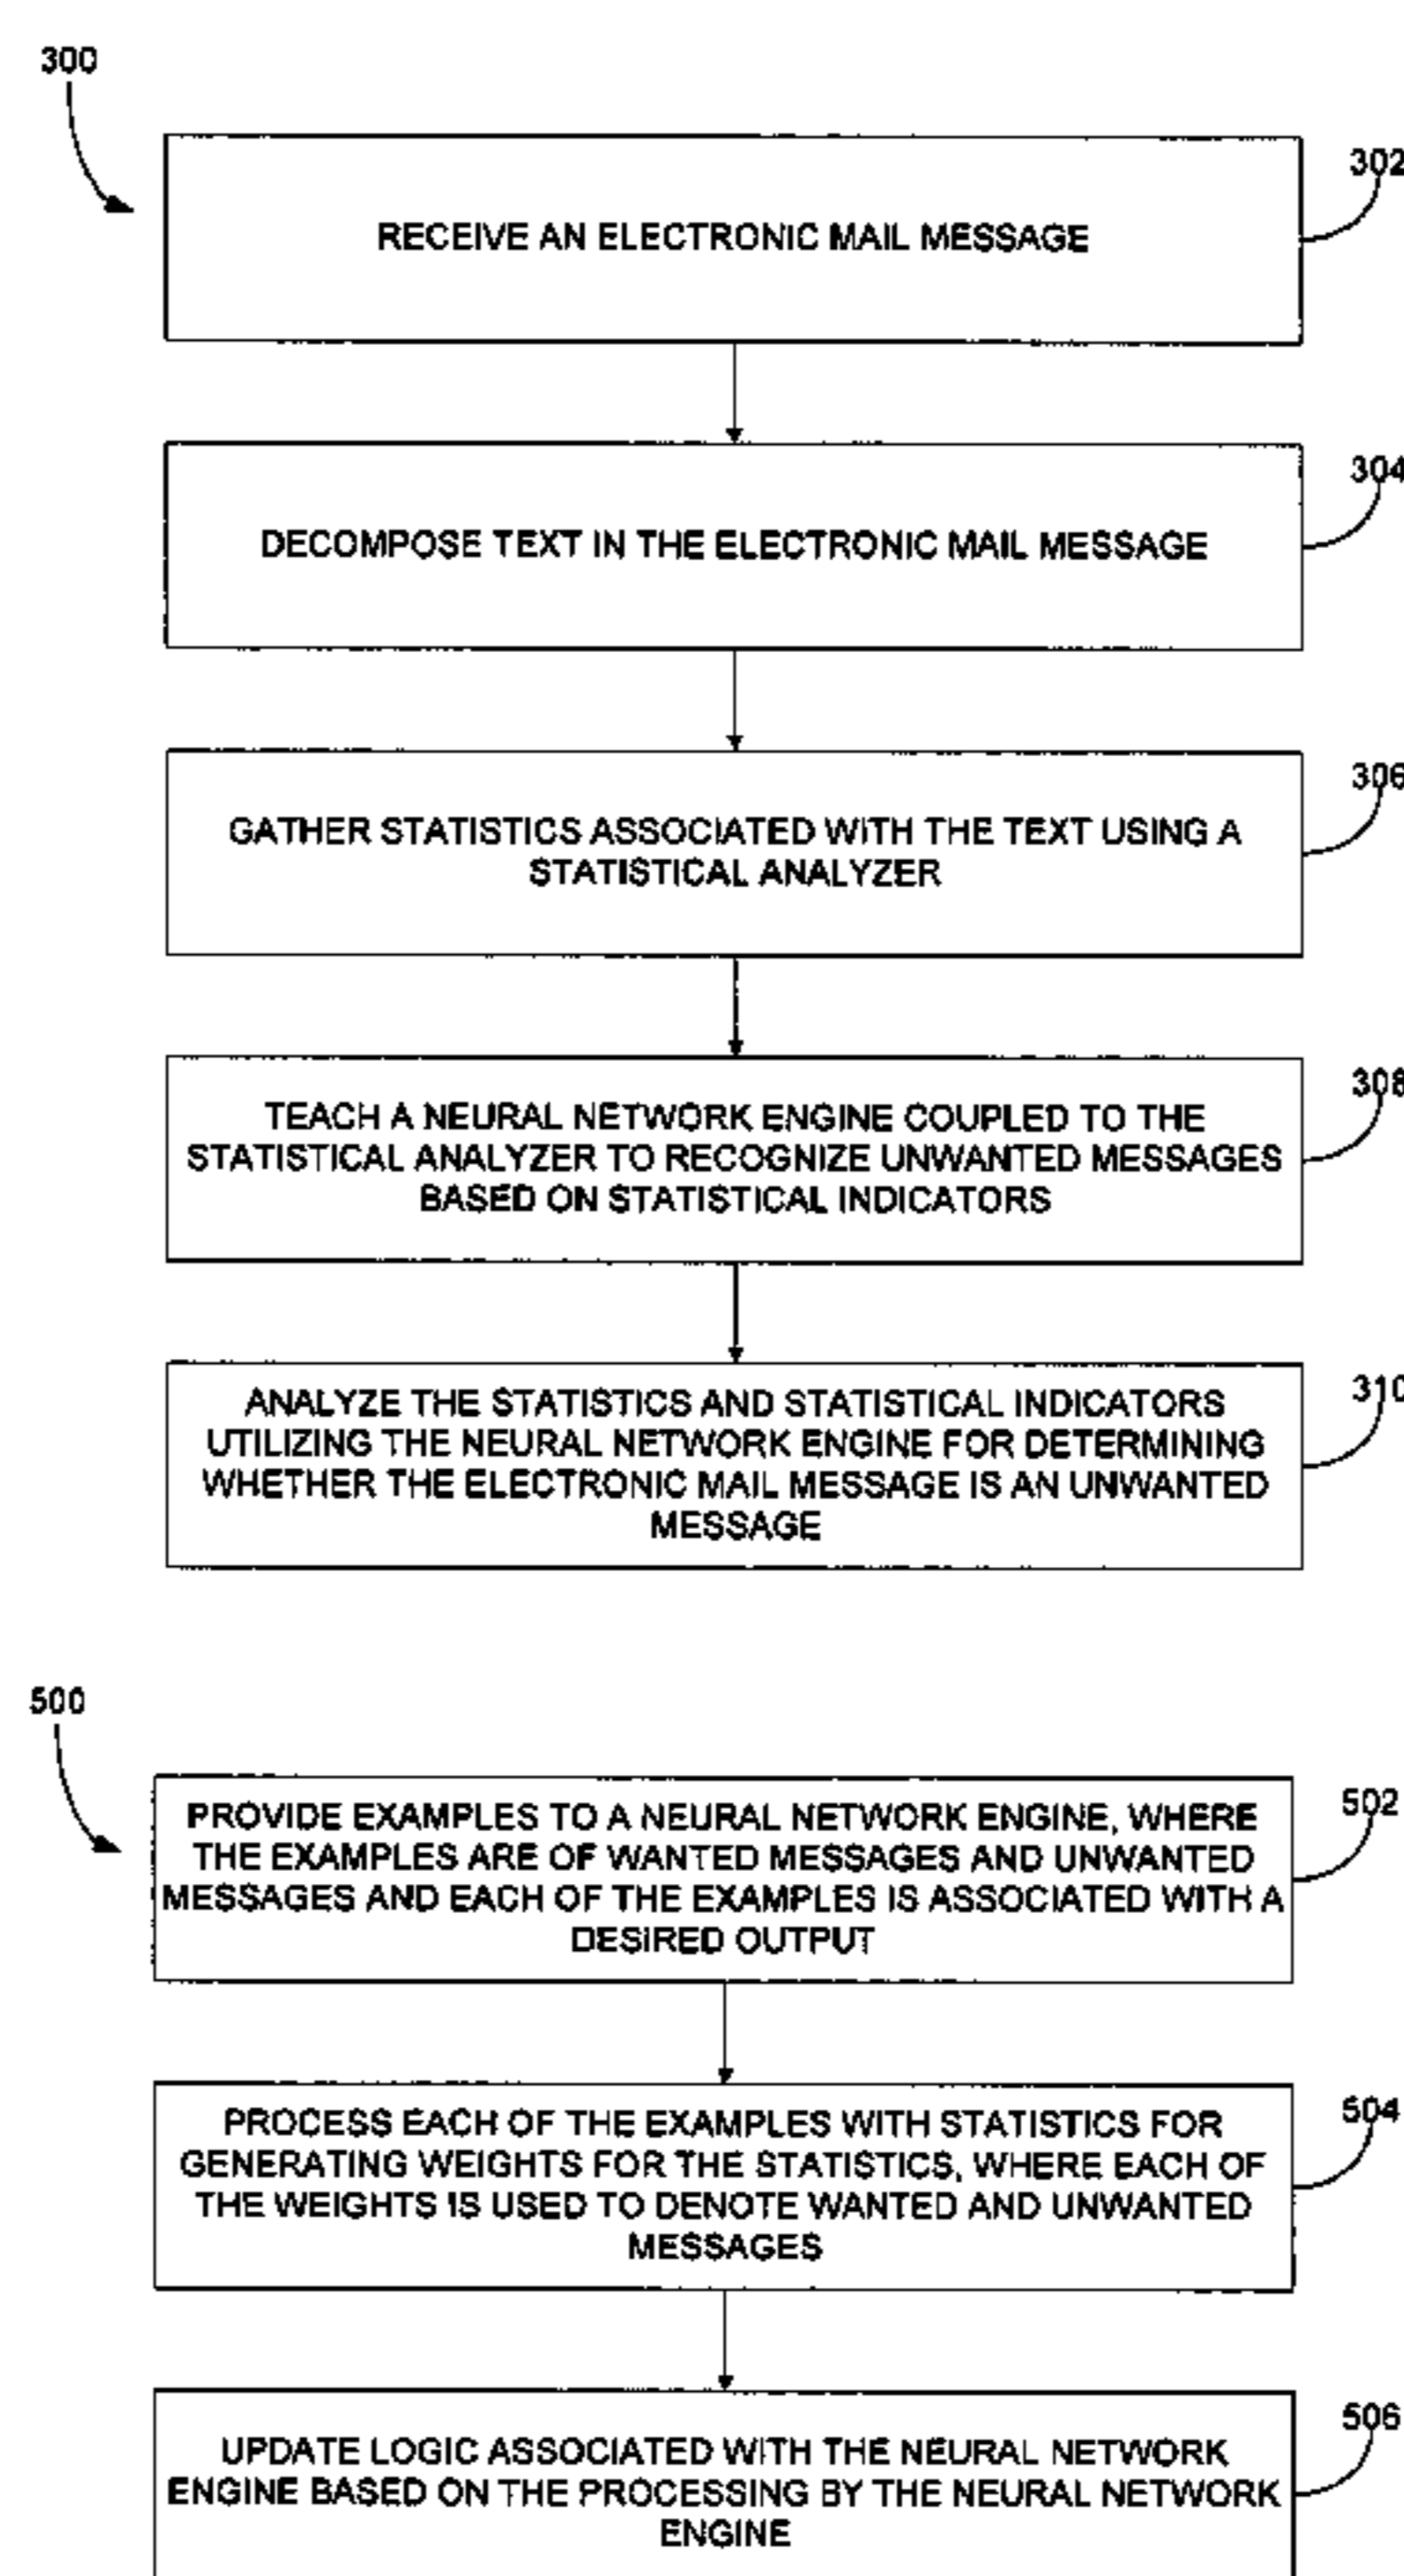 300
302
RECEIVE AN ELECTRONIC MAIL MESSAGE
304
DECOMPOSE TEXT IN THE ELECTRONIC MAIL MESSAGE
306
GATHER STATISTICS ASSOCIATED WITH THE TEXT USING A
STATISTICAL ANALYZER
308
TEACH A NEURAL NETWORK ENGINE COUPLED TO THE
STATISTICAL ANALYZER TO RECOGNIZE UNWANTED MESSAGES
BASED ON STATISTICAL INDICATORS
310
ANALYZE THE STATISTICS AND STATISTICAL INDICATORS
UTILIZING THE NEURAL NETWORK ENGINE FOR DETERMINING
WHETHER THE ELECTRONIC MAIL MESSAGE IS AN UNWANTED
MESSAGE
500
502
PROVIDE EXAMPLES TO A NEURAL NETWORK ENGINE, WHERE
THE EXAMPLES ARE OF WANTED MESSAGES AND UNWANTED
MESSAGES AND EACH OF THE EXAMPLES IS ASSOCIATED WITH A
DESIRED OUTPUT
504
PROCESS EACH OF THE EXAMPLES WITH STATISTICS FOR
GENERATING WEIGHTS FOR THE STATISTICS, WHERE EACH OF
THE WEIGHTS IS USED TO DENOTE WANTED AND UNWANTED
MESSAGES
506
UPDATE LOGIC ASSOCIATED WITH THE NEURAL NETWORK
ENGINE BASED ON THE PROCESSING BY THE NEURAL NETWORK
ENGINE